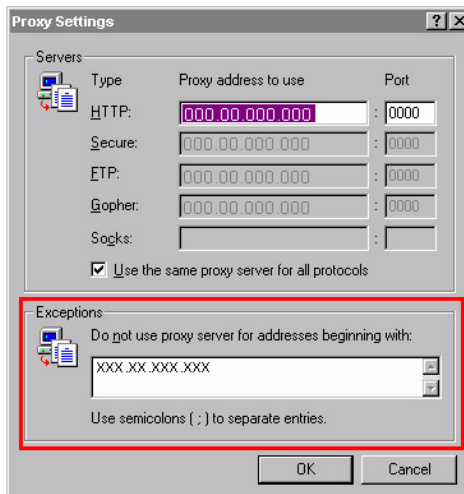 Proxy Settings
Servers
Type Proxy address to use Port
HTTP: 000.00.000.000 : 0000
Secure: 000.00.000.000 : 0000
FTP: 000.00.000.000 : 0000
Gopher: 000.00.000.000 : 0000
Socks: :
Use the same proxy server for all protocols
Exceptions
Do not use proxy server for addresses beginning with:
XXX.XX.XXX.XXX
Use semicolons ( ; ) to separate entries.
OK Cancel